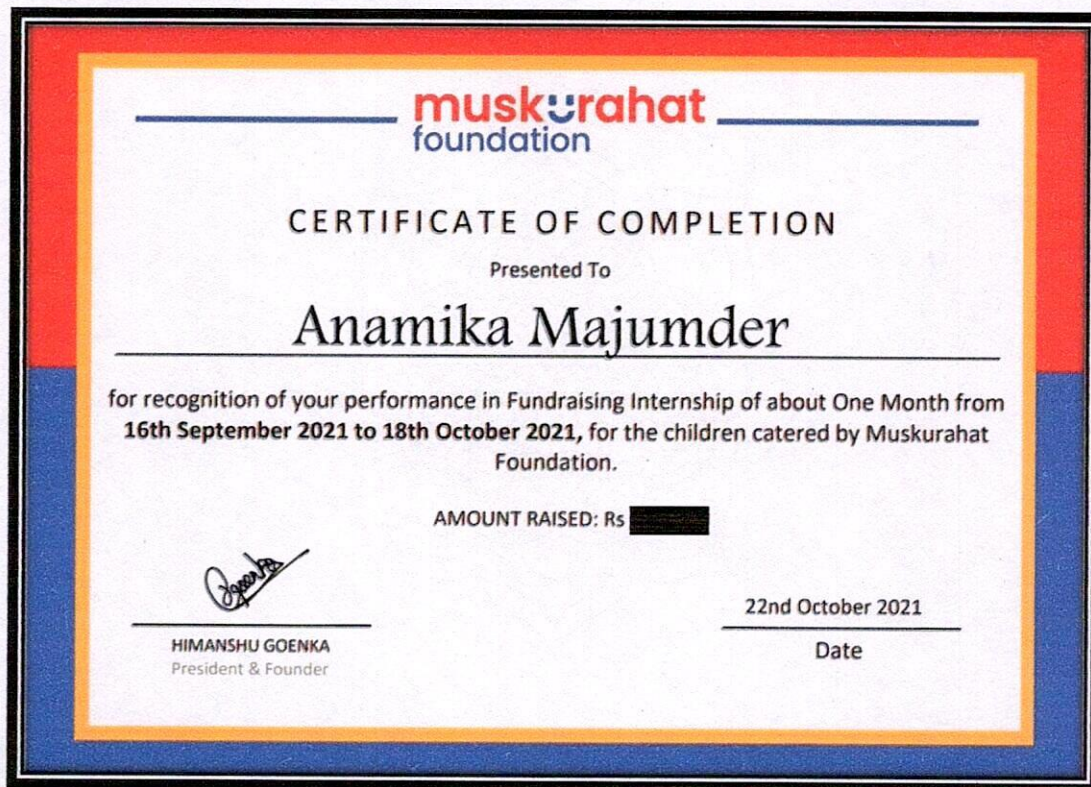 muskurahat
foundation
CERTIFICATE OF COMPLETION
Presented To
Anamika Majumder
for recognition of your performance in Fundraising Internship of about One Month from
16th September 2021 to 18th October 2021, for the children catered by Muskurahat
Foundation.
AMOUNT RAISED: Rs
HIMANSHU GOENKA
President & Founder
22nd October 2021
Date